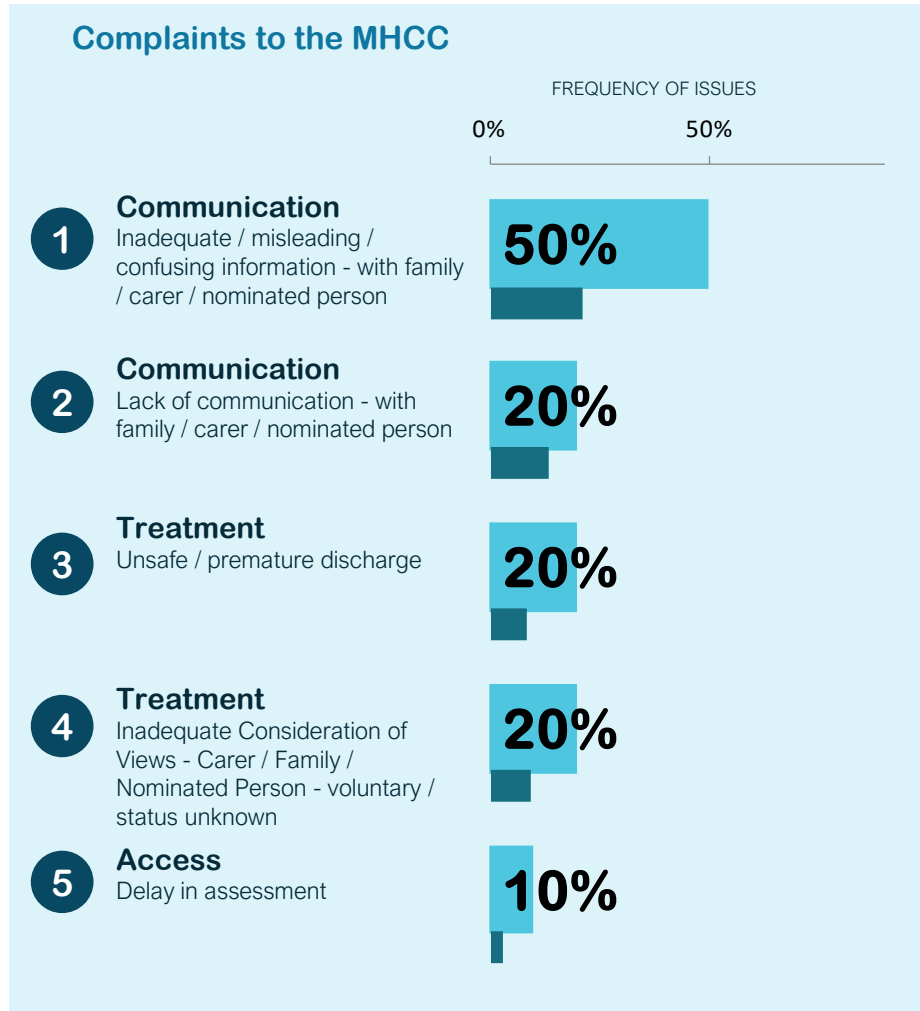 Complaints to the MHCC
FREQUENCY OF ISSUES
0% 50%
1
Communication
Inadequate / misleading /
confusing information - with family
/ carer / nominated person
50%
2
Communication
Lack of communication - with
family / carer / nominated person
20%
3
Treatment
Unsafe / premature discharge
20%
4
Treatment
Inadequate Consideration of
Views - Carer / Family /
Nominated Person - voluntary /
status unknown
20%
5
Access
Delay in assessment
10%